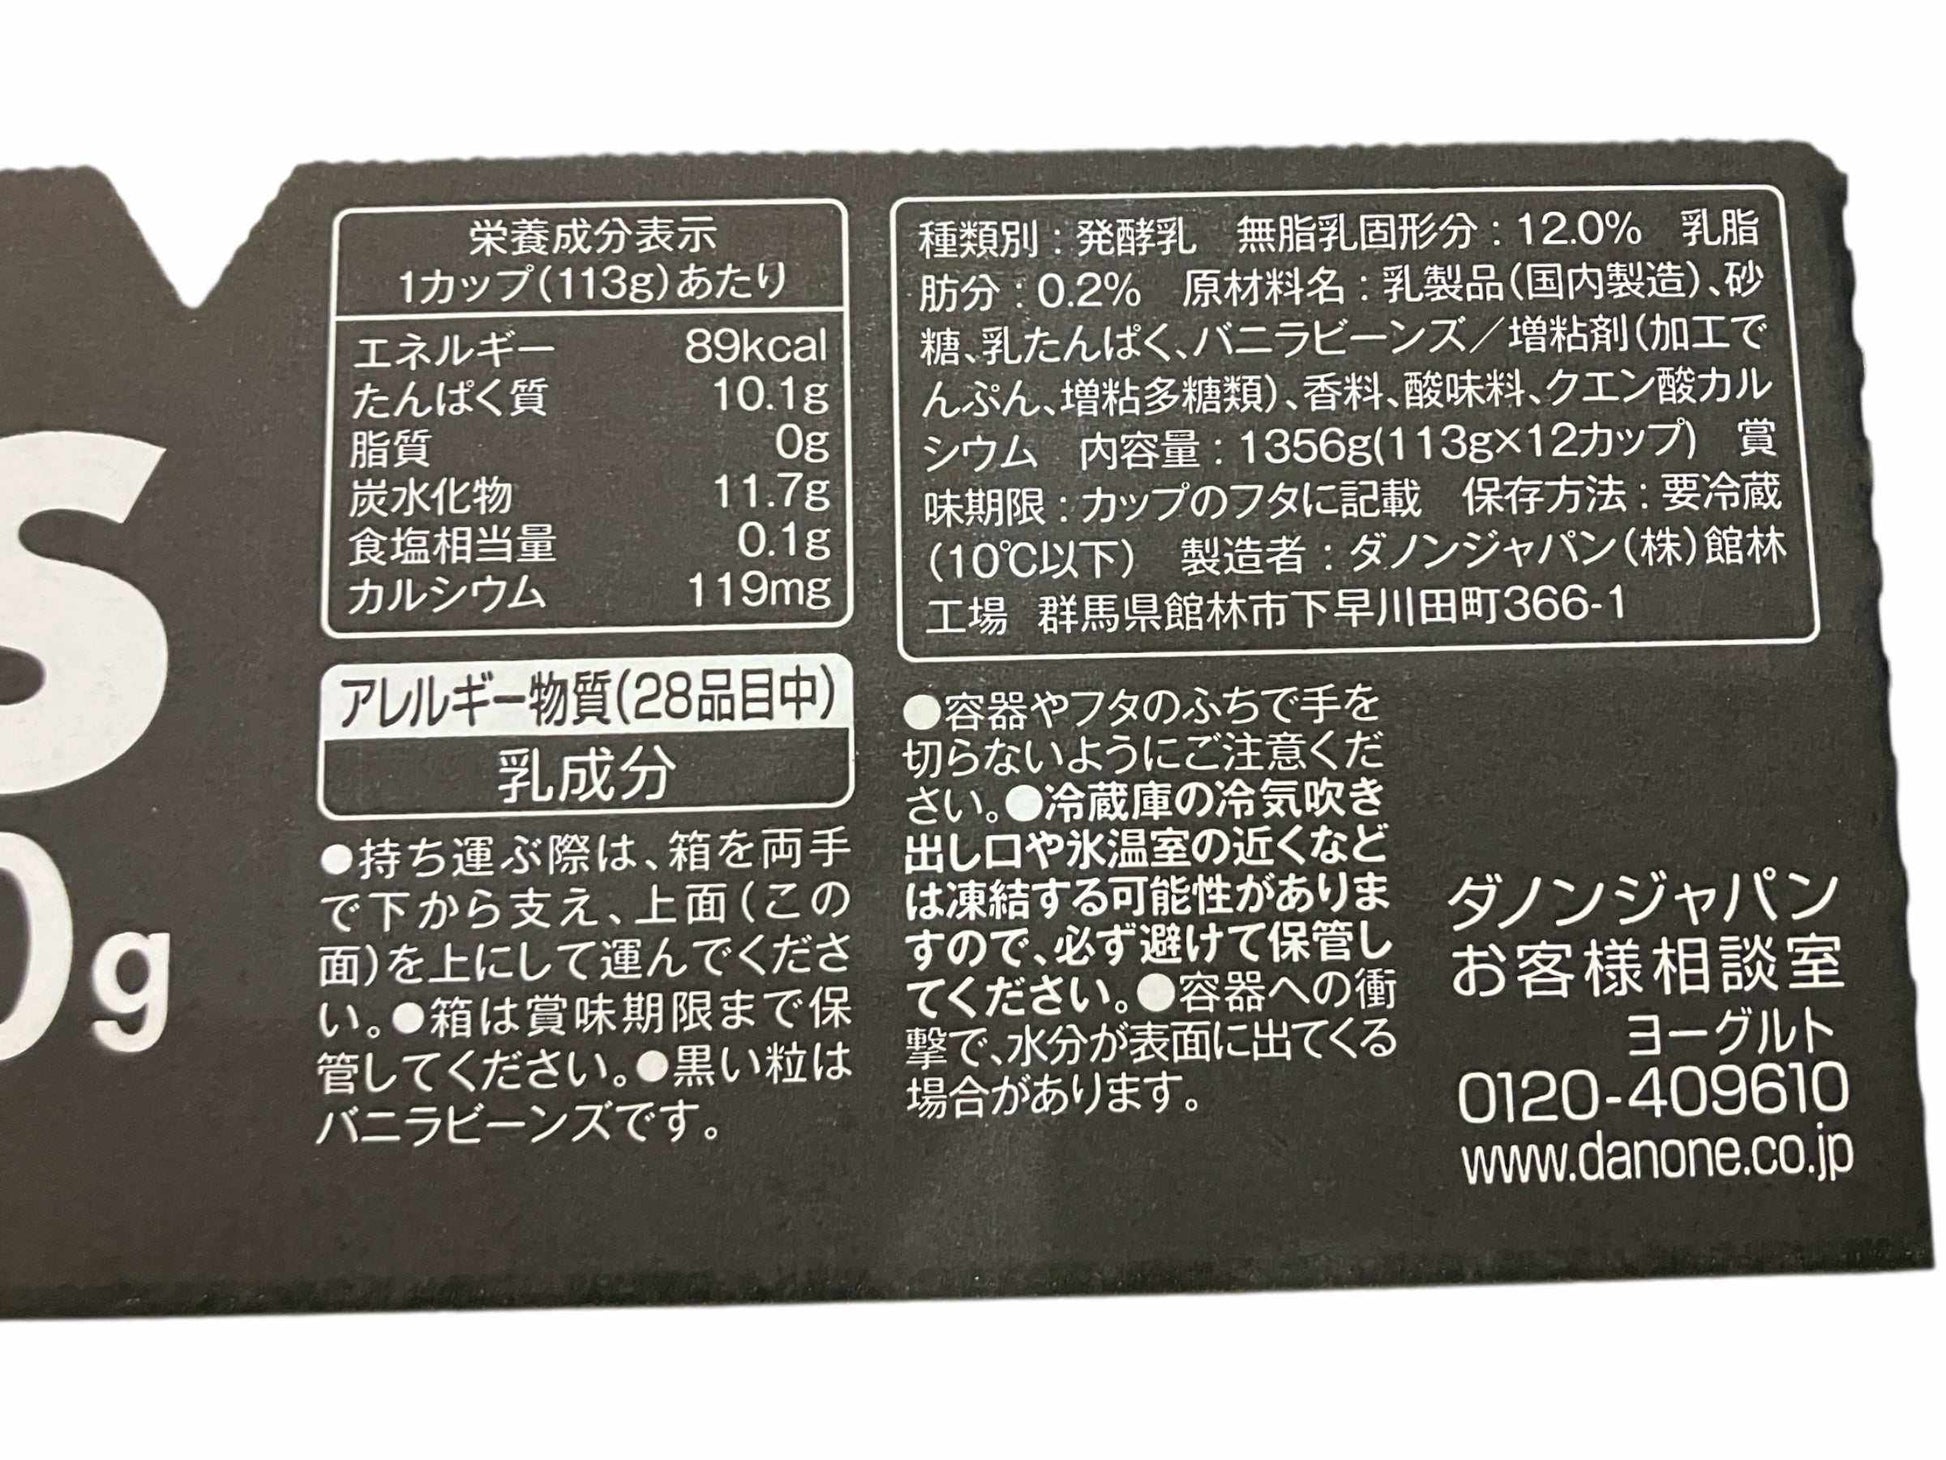 S
0g
栄養成分表示
1カップ(113g)あたり
エネルギー 89kcal
たんぱく質 10.1g
脂質 0g
炭水化物 11.7g
食塩相当量 0.1g
カルシウム 119mg
アレルギー物質(28品目中)
乳成分
●持ち運ぶ際は、箱を両手
で下から支え、上面(この
面)を上にして運んでくださ
い。●箱は賞味期限まで保
管してください。●黒い粒は
バニラビーンズです。
種類別:発酵乳 無脂乳固形分:12.0% 乳脂
肪分:0.2% 原材料名:乳製品(国内製造)、砂
糖、乳たんぱく、バニラビーンズ/増粘剤(加工で
んぷん、増粘多糖類)、香料、酸味料、クエン酸カル
シウム 内容量:1356g(113g×12カップ) 賞
味期限:カップのフタに記載 保存方法:要冷蔵
(10℃以下) 製造者:ダノンジャパン(株)館林
工場 群馬県館林市下早川田町366-1
●容器やフタのふちで手を
切らないようにご注意くだ
さい。●冷蔵庫の冷気吹き
出し口や氷温室の近くなど
は凍結する可能性がありま
すので、必ず避けて保管し
てください。●容器への衝
撃で、水分が表面に出てくる
場合があります。
ダノンジャパン
お客様相談室
ヨーグルト
0120-409610
www.danone.co.jp